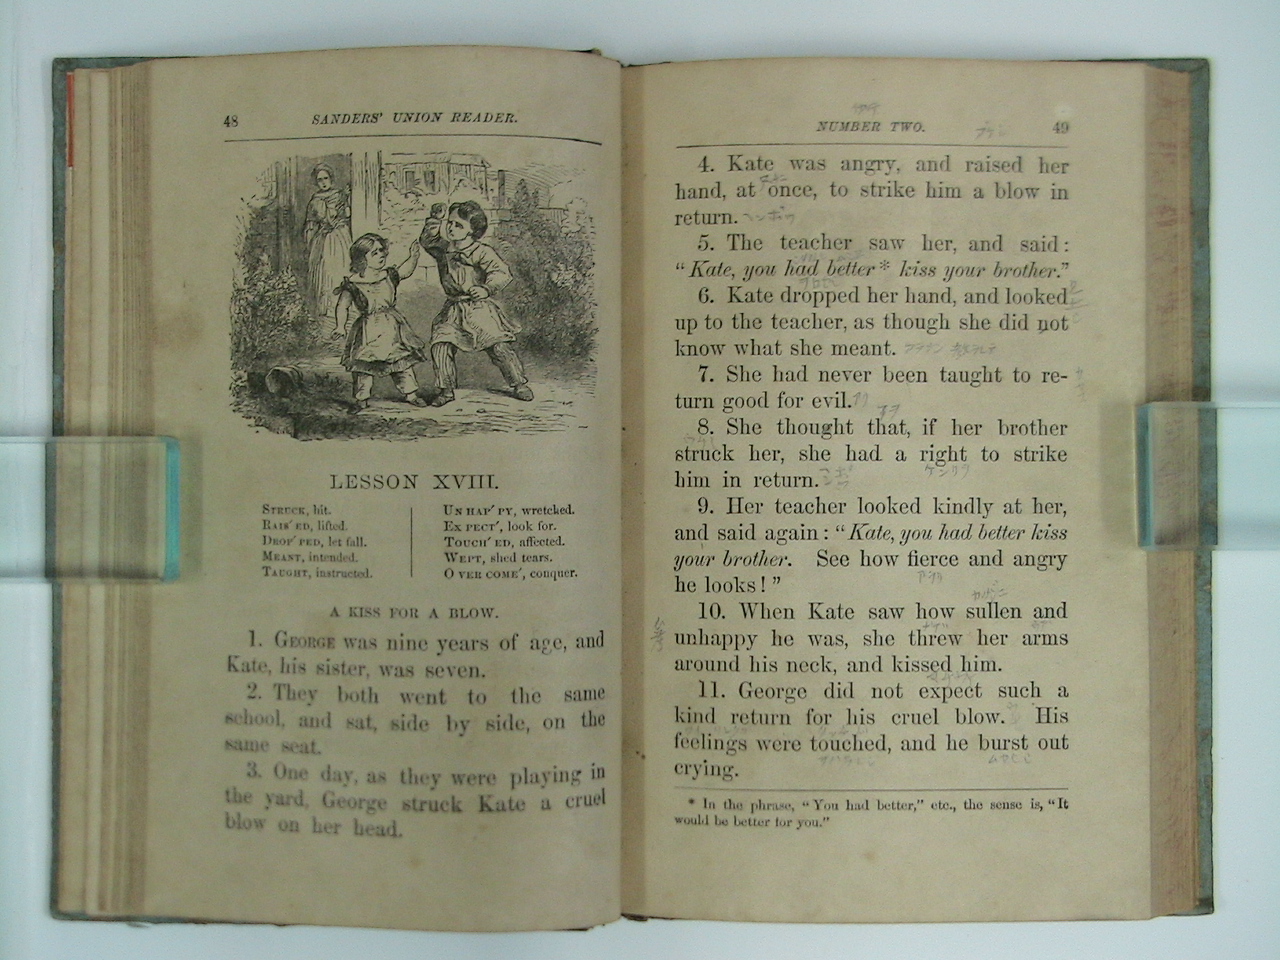 48
SANDERS' UNION READER.
LESSON XVIII.
STRUCK, hit.
RAIS' ED, lifted.
DROP' PED, let fall.
MEANT, intended.
TAUGHT, instructed.
UN HAP' PY, wretched.
EX PECT', look for.
TOUCH' ED, affected.
WEPT, shed tears.
O VER COME', conquer.
A KISS FOR A BLOW.
1. GEORGE was nine years of age, and
Kate, his sister, was seven.
2. They both went to the same
school, and sat, side by side, on the
same seat.
3. One day, as they were playing in
the yard, George struck Kate a cruel
blow on her head.
NUMBER TWO.
49
4. Kate was angry, and raised her
hand, at once, to strike him a blow in
return.
5. The teacher saw her, and said:
"Kate, you had better* kiss your brother."
6. Kate dropped her hand, and looked
up to the teacher, as though she did not
know what she meant.
7. She had never been taught to re-
turn good for evil.
8. She thought that, if her brother
struck her, she had a right to strike
him in return.
ケンリヲ
9. Her teacher looked kindly at her,
and said again: "Kate, you had better kiss
your brother. See how fierce and angry
he looks!"
10. When Kate saw how sullen and
unhappy he was, she threw her arms
around his neck, and kissed him.
11. George did not expect such a
kind return for his cruel blow. His
feelings were touched, and he burst out
crying.
* In the phrase, "You had better," etc., the sense is, "It
would be better for you."